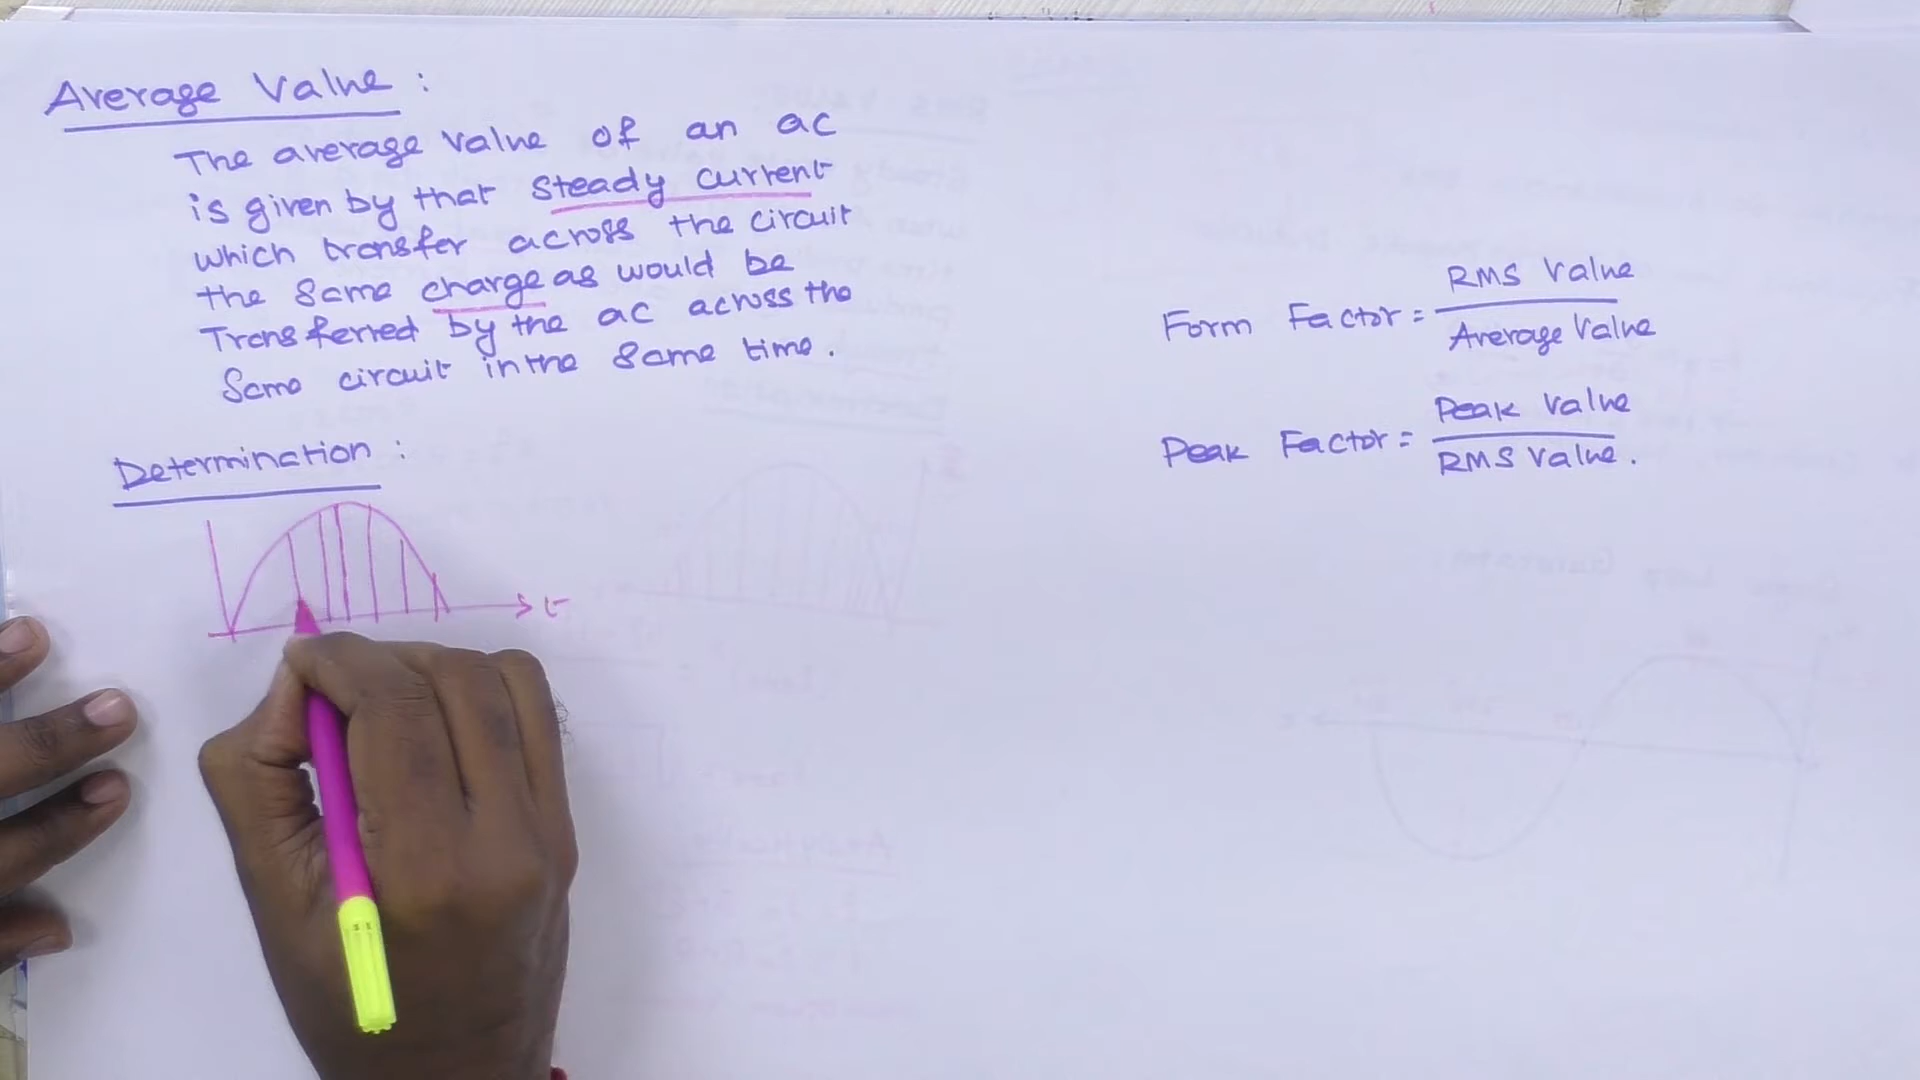 Average Value :
The average value of an ac
is given by that steady current
which transfer across the circuit
the same charge as would be
Transferred by the ac across the
Same circuit in the same time.
Determination :
t
Form Factor = RMS Value
Average Value
Peak Factor = Peak Value
RMS Value.